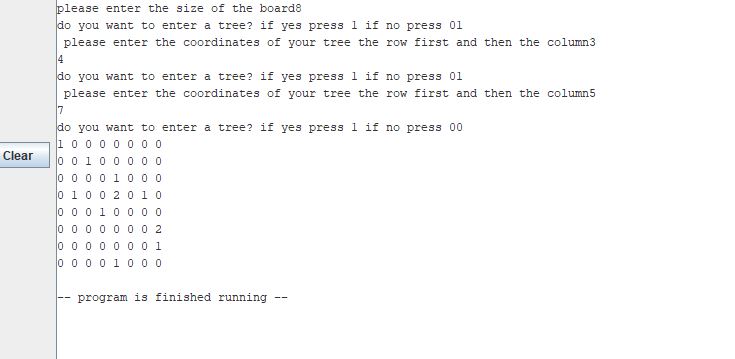 please enter the size of the board8
do you want to enter a tree? if yes press 1 if no press 01
please enter the coordinates of your tree the row first and then the column3
4
do you want to enter a tree? if yes press 1 if no press 01
please enter the coordinates of your tree the row first and then the column5
7
do you want to enter a tree? if yes press 1 if no press 00
1 0 0 0 0 0 0 0
0 0 1 0 0 0 0 0
0 0 0 0 1 0 0 0
0 1 0 0 2 0 1 0
0 0 0 1 0 0 0 0
0 0 0 0 0 0 0 2
0 0 0 0 0 0 0 1
0 0 0 0 1 0 0 0
-- program is finished running --
Clear